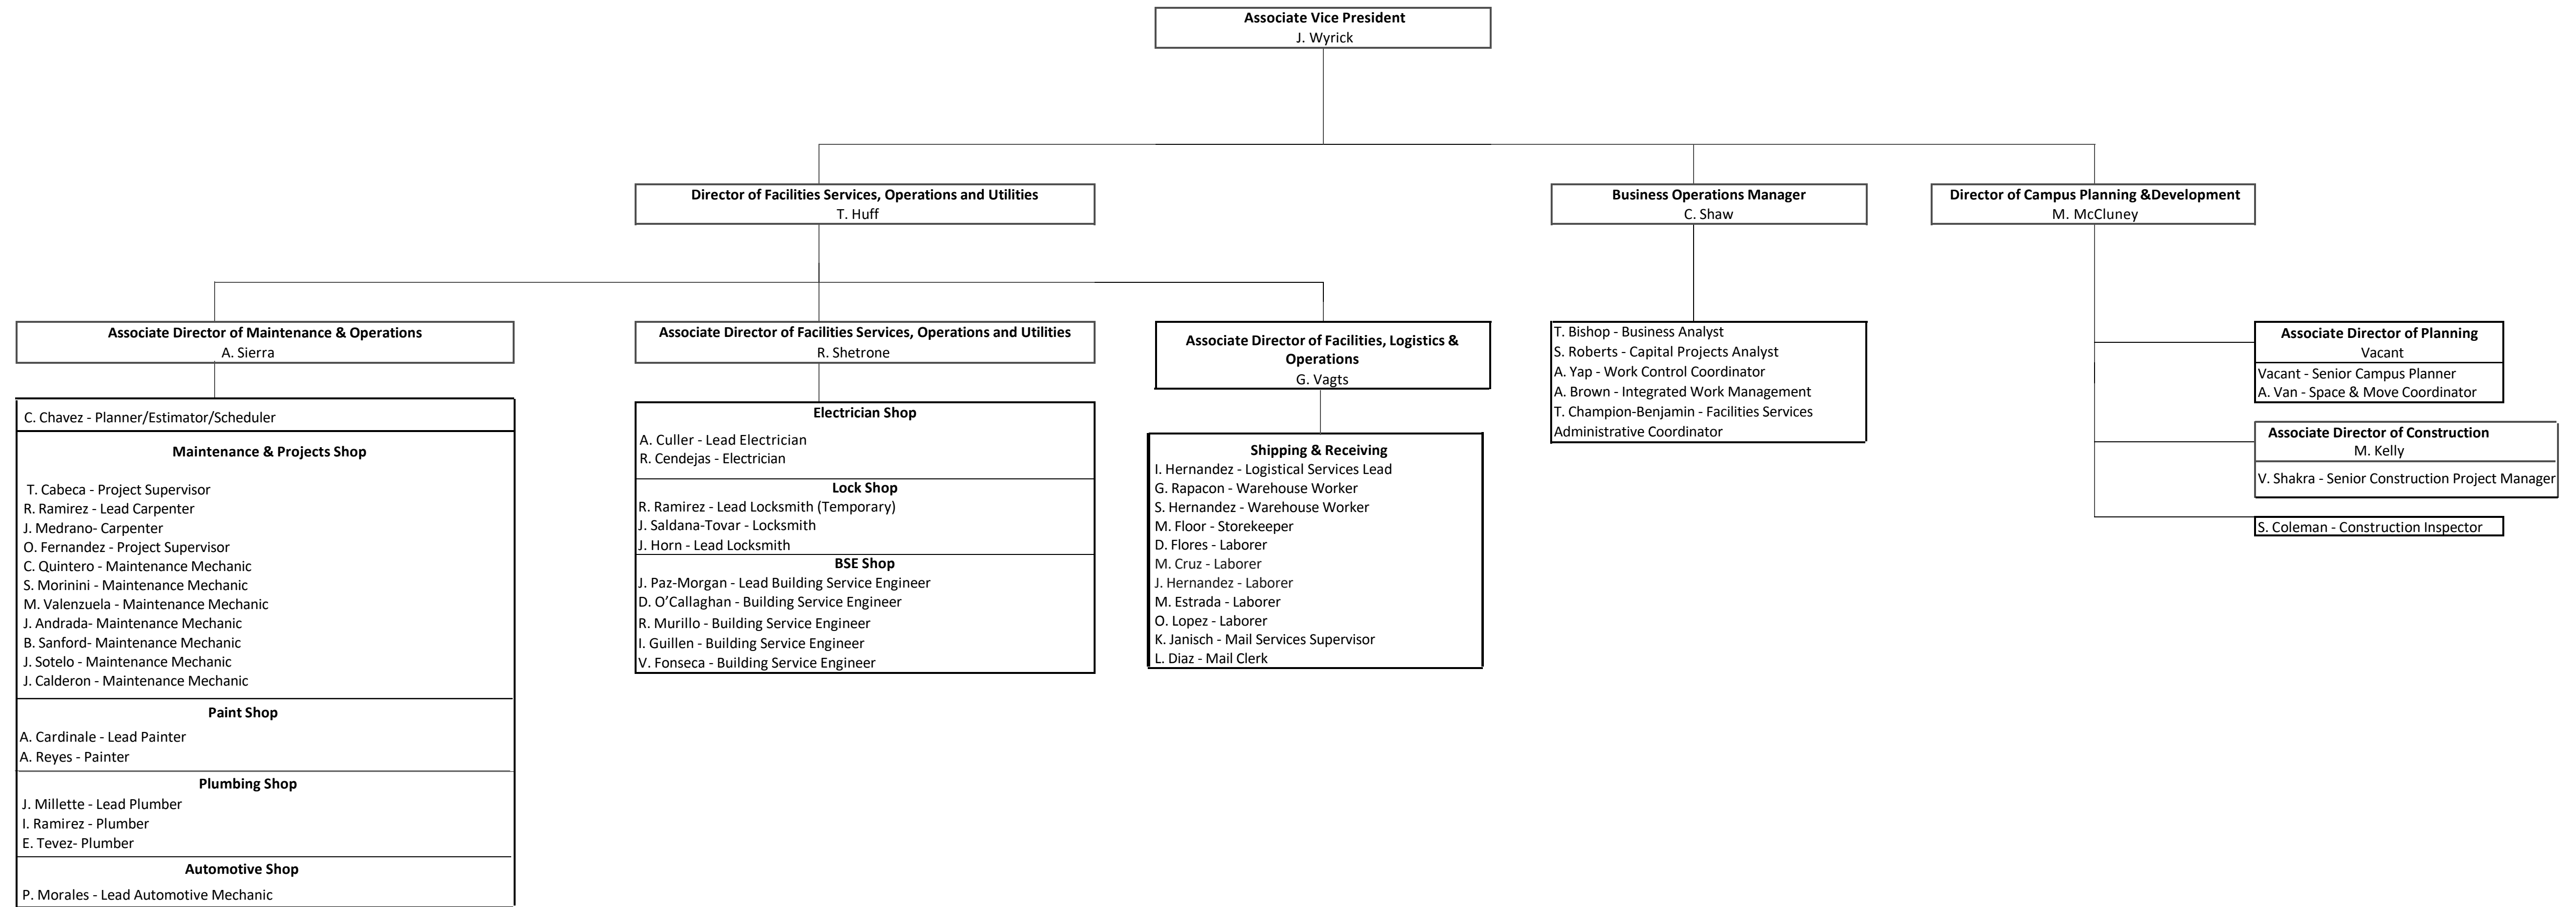 Associate Vice President
J. Wyrick
Director of Facilities Services, Operations and Utilities
T. Huff
Business Operations Manager
C. Shaw
Director of Campus Planning &Development
M. McCluney
Associate Director of Maintenance & Operations
A. Sierra
C. Chavez - Planner/Estimator/Scheduler
Maintenance & Projects Shop
T. Cabeca - Project Supervisor
R. Ramirez - Lead Carpenter
J. Medrano- Carpenter
O. Fernandez - Project Supervisor
C. Quintero - Maintenance Mechanic
S. Morinini - Maintenance Mechanic
M. Valenzuela - Maintenance Mechanic
J. Andrada- Maintenance Mechanic
B. Sanford- Maintenance Mechanic
J. Sotelo - Maintenance Mechanic
J. Calderon - Maintenance Mechanic
Paint Shop
A. Cardinale - Lead Painter
A. Reyes - Painter
Plumbing Shop
J. Millette - Lead Plumber
I. Ramirez - Plumber
E. Tevez- Plumber
Automotive Shop
P. Morales - Lead Automotive Mechanic
Associate Director of Facilities Services, Operations and Utilities
R. Shetrone
Electrician Shop
A. Culler - Lead Electrician
R. Cendejas - Electrician
Lock Shop
R. Ramirez - Lead Locksmith (Temporary)
J. Saldana-Tovar - Locksmith
J. Horn - Lead Locksmith
BSE Shop
J. Paz-Morgan - Lead Building Service Engineer
D. O’Callaghan - Building Service Engineer
R. Murillo - Building Service Engineer
I. Guillen - Building Service Engineer
V. Fonseca - Building Service Engineer
Associate Director of Facilities, Logistics &
Operations
G. Vagts
Shipping & Receiving
I. Hernandez - Logistical Services Lead
G. Rapacon - Warehouse Worker
S. Hernandez - Warehouse Worker
M. Floor - Storekeeper
D. Flores - Laborer
M. Cruz - Laborer
J. Hernandez - Laborer
M. Estrada - Laborer
O. Lopez - Laborer
K. Janisch - Mail Services Supervisor
L. Diaz - Mail Clerk
T. Bishop - Business Analyst
S. Roberts - Capital Projects Analyst
A. Yap - Work Control Coordinator
A. Brown - Integrated Work Management
T. Champion-Benjamin - Facilities Services
Administrative Coordinator
Associate Director of Planning
Vacant
Vacant - Senior Campus Planner
A. Van - Space & Move Coordinator
Associate Director of Construction
M. Kelly
V. Shakra - Senior Construction Project Manager
S. Coleman - Construction Inspector